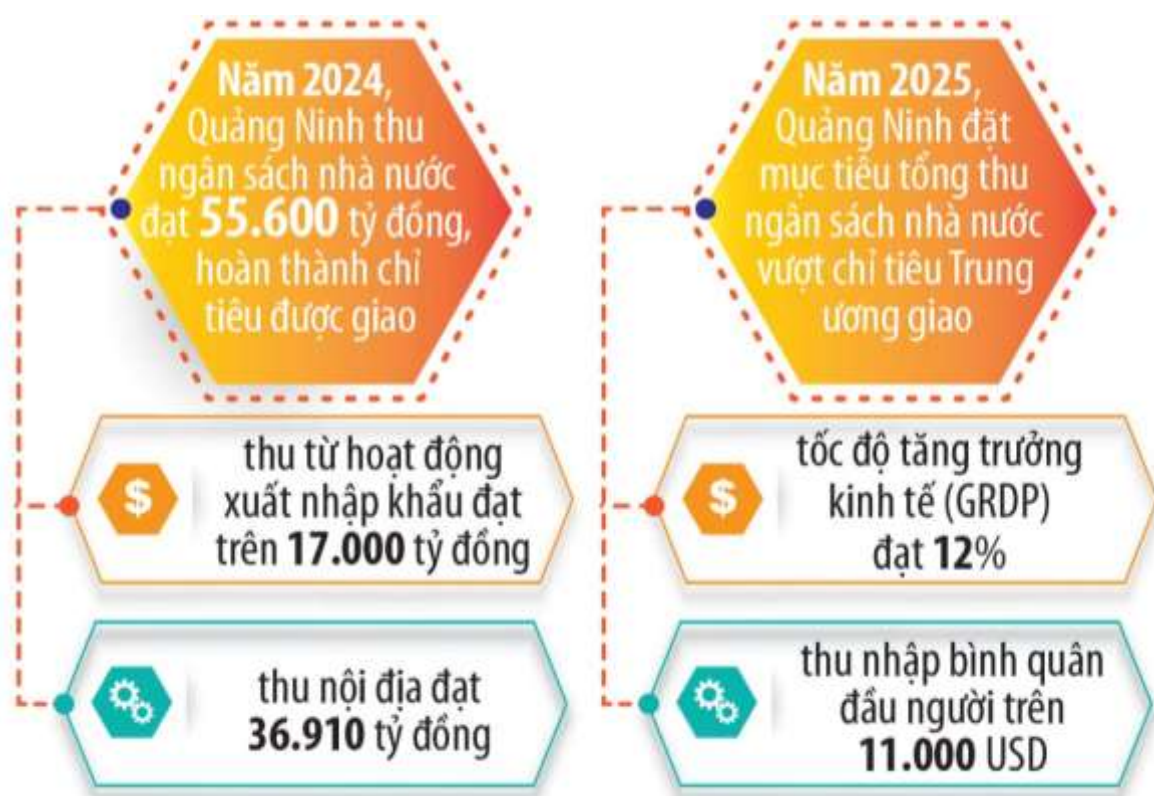 Năm 2024,
Quảng Ninh thu
ngân sách nhà nước
đạt 55.600 tỷ đồng,
hoàn thành chỉ
tiêu được giao
$
thu từ hoạt động
xuất nhập khẩu đạt
trên 17.000 tỷ đồng
thu nội địa đạt
36.910 tỷ đồng
Năm 2025,
Quảng Ninh đặt
mục tiêu tổng thu
ngân sách nhà nước
vượt chỉ tiêu Trung
ương giao
$
tốc độ tăng trưởng
kinh tế (GRDP)
đạt 12%
thu nhập bình quân
đầu người trên
11.000 USD